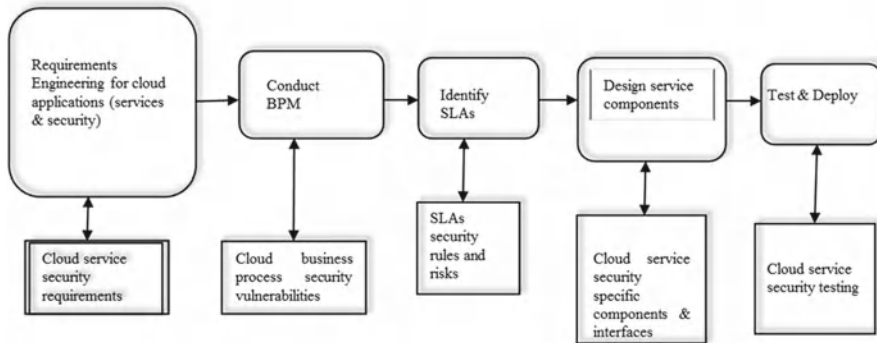 Requirements
Engineering for cloud
applications (services
& security)
Conduct
BPM
Identify
SLAs
Design service
components
Test & Deploy
Cloud service
security
requirements
Cloud business
process security
vulnerabilities
SLAs
security
rules and
risks
Cloud service
security
specific
components &
interfaces
Cloud service
security testing